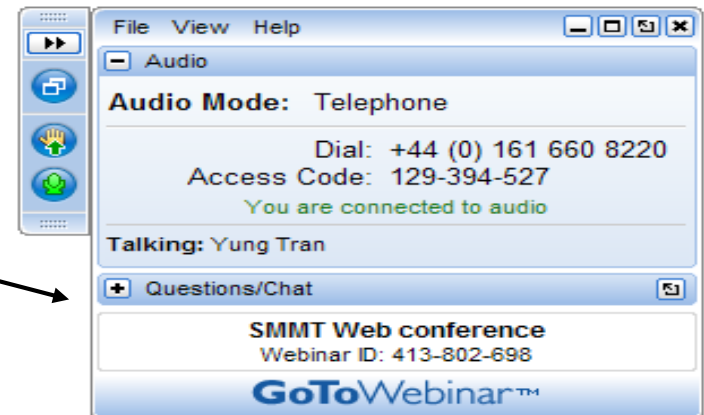 File View Help
Audio
Audio Mode: Telephone
Dial: +44 (0) 161 660 8220
Access Code: 129-394-527
You are connected to audio
Talking: Yung Tran
Questions/Chat
SMMT Web conference
Webinar ID: 413-802-698
GoToWebinar™